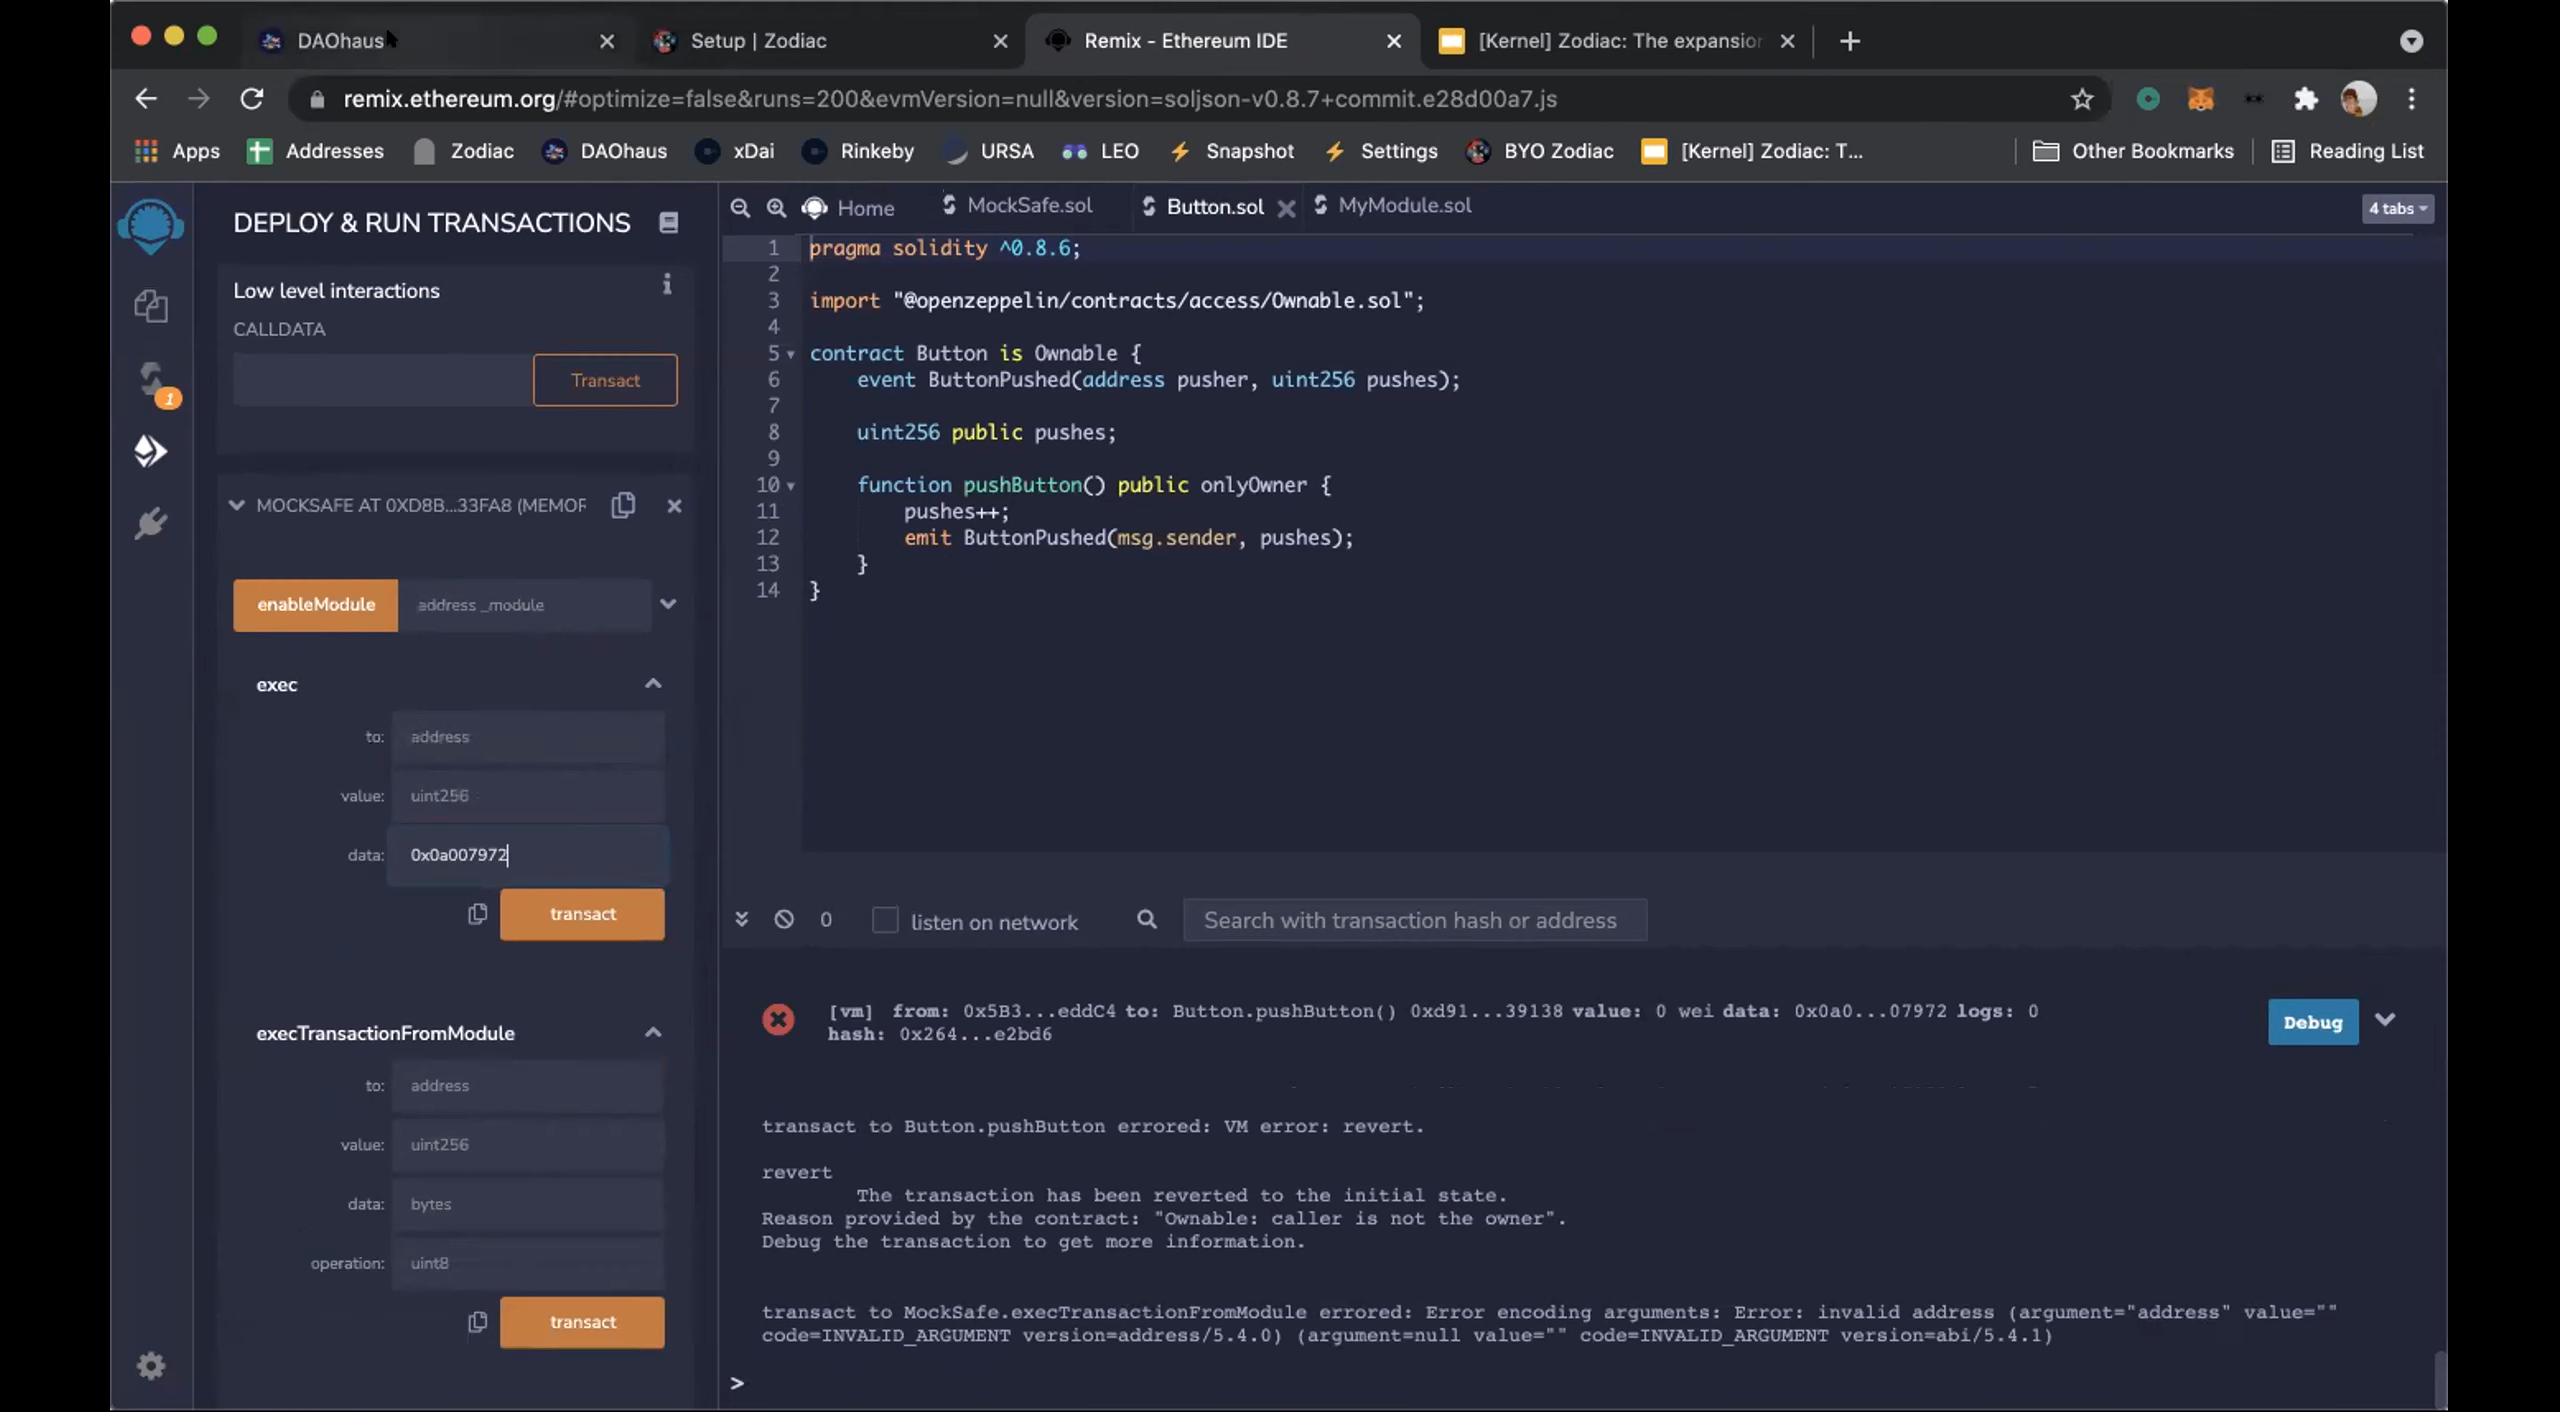 DAOhaus
Setup | Zodiac
Remix - Ethereum IDE
[Kernel] Zodiac: The expansion
remix.ethereum.org/#optimize=false&runs=200&evmVersion=null&version=soljson-v0.8.7+commit.e28d00a7.js
Apps
Addresses
Zodiac
DAOhaus
xDai
Rinkeby
URSA
LEO
Snapshot
Settings
BYO Zodiac
[Kernel] Zodiac: T...
Other Bookmarks
Reading List
DEPLOY & RUN TRANSACTIONS
Low level interactions
CALLDATA
Transact
1
MOCKSAFE AT 0XD8B...33FA8 (MEMOR
enableModule
address _module
exec
to: address
value: uint256
data: 0x0a007972
transact
execTransactionFromModule
to: address
value: uint256
data: bytes
operation: uint8
transact
Home
MockSafe.sol
Button.sol
MyModule.sol
4 tabs
1 pragma solidity ^0.8.6;
2
3 import "@openzeppelin/contracts/access/Ownable.sol";
4
5 contract Button is Ownable {
6 event ButtonPushed(address pusher, uint256 pushes);
7
8 uint256 public pushes;
9
10 function pushButton() public onlyOwner {
11 pushes++;
12 emit ButtonPushed(msg.sender, pushes);
13 }
14 }
0
listen on network
Search with transaction hash or address
[vm] from: 0x5B3...eddC4 to: Button.pushButton() 0xd91...39138 value: 0 wei data: 0x0a0...07972 logs: 0
hash: 0x264...e2bd6
Debug
transact to Button.pushButton errored: VM error: revert.
revert
The transaction has been reverted to the initial state.
Reason provided by the contract: "Ownable: caller is not the owner".
Debug the transaction to get more information.
transact to MockSafe.execTransactionFromModule errored: Error encoding arguments: Error: invalid address (argument="address" value=""
code=INVALID_ARGUMENT version=address/5.4.0) (argument=null value="" code=INVALID_ARGUMENT version=abi/5.4.1)
>